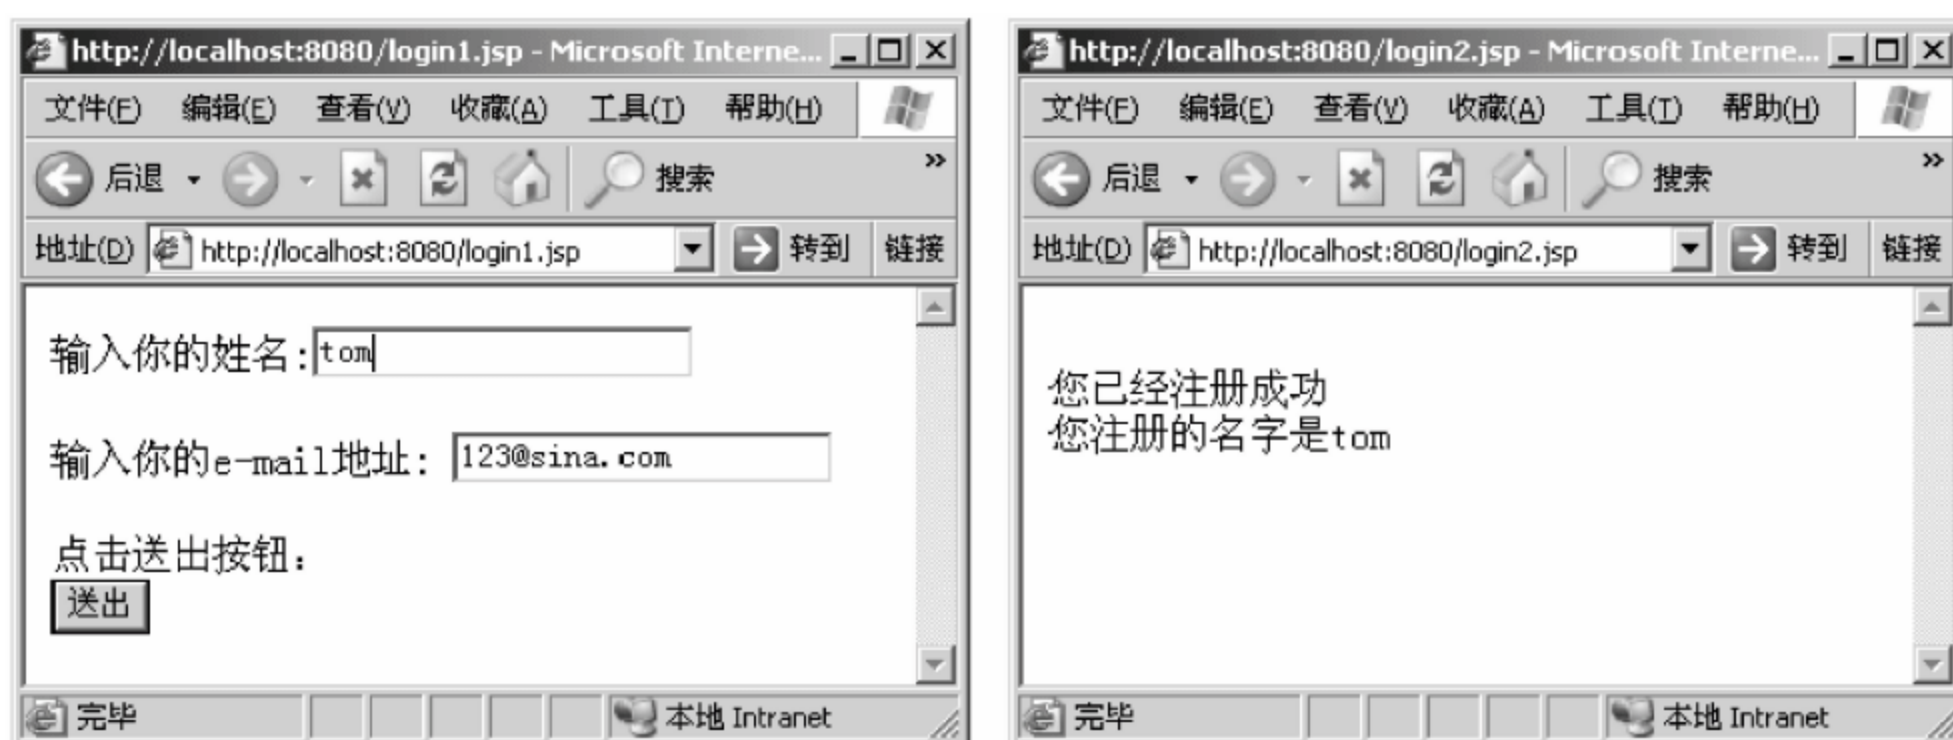 http://localhost:8080/login1.jsp - Microsoft Interne...
文件(F) 编辑(E) 查看(V) 收藏(A) 工具(T) 帮助(H)
后退 搜索 »
地址(D) http://localhost:8080/login1.jsp 转到 链接
输入你的姓名:tom
输入你的e-mail地址: 123@sina.com
点击送出按钮:
送出
完毕 本地 Intranet
http://localhost:8080/login2.jsp - Microsoft Interne...
文件(F) 编辑(E) 查看(V) 收藏(A) 工具(T) 帮助(H)
后退 搜索 »
地址(D) http://localhost:8080/login2.jsp 转到 链接
您已经注册成功
您注册的名字是tom
完毕 本地 Intranet